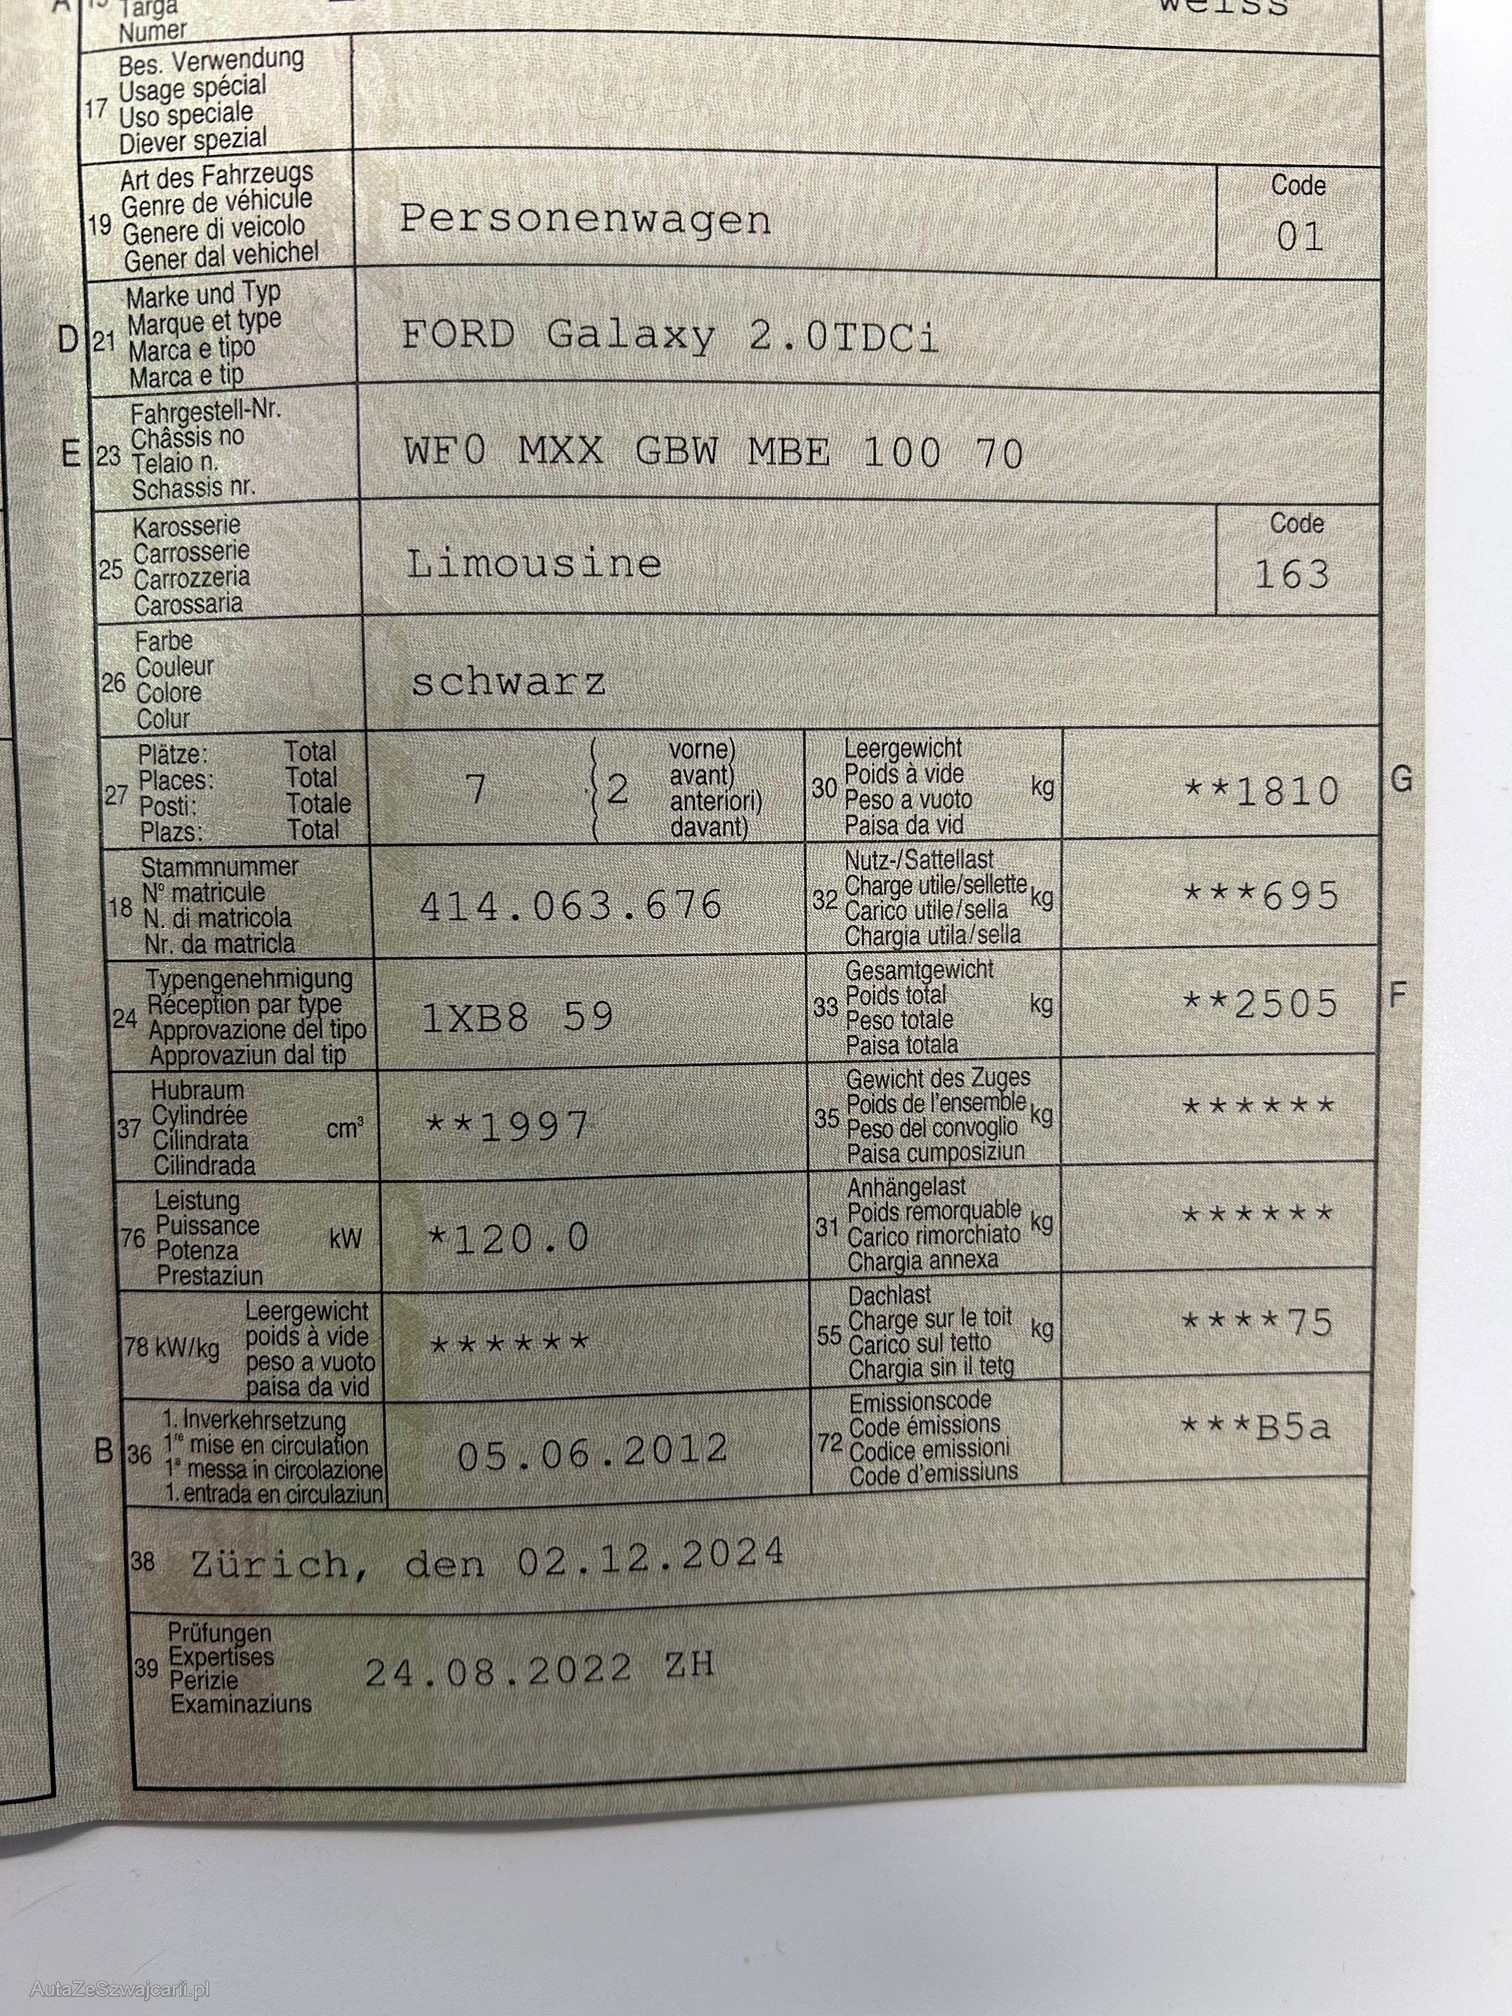 A 15 Targa
Numer
weiss
17 Bes. Verwendung
Usage spécial
Uso speciale
Diever spezial
19 Art des Fahrzeugs
Genre de véhicule
Genere di veicolo
Gener dal vehichel
Personenwagen
Code
01
D 21 Marke und Typ
Marque et type
Marca e tipo
Marca e tip
FORD Galaxy 2.0TDCi
E 23 Fahrgestell-Nr.
Châssis no
Telaio n.
Schassis nr.
WF0 MXX GBW MBE 100 70
25 Karosserie
Carrosserie
Carrozzeria
Carossaria
Limousine
Code
163
26 Farbe
Couleur
Colore
Colur
schwarz
27 Plätze: Total
Places: Total
Posti: Totale
Plazs: Total
7 (2 vorne)
avant)
anteriori)
davant)
30 Leergewicht
Poids à vide
Peso a vuoto
Paisa da vid
kg
**1810
G
18 Stammnummer
N° matricule
N. di matricola
Nr. da matricla
414.063.676
32 Nutz-/Sattellast
Charge utile/sellette
Carico utile/sella
Chargia utila/sella
kg
***695
24 Typengenehmigung
Réception par type
Approvazione del tipo
Approvaziun dal tip
1XB8 59
33 Gesamtgewicht
Poids total
Peso totale
Paisa totala
kg
**2505
F
37 Hubraum
Cylindrée
Cilindrata
Cilindrada
cm³
**1997
35 Gewicht des Zuges
Poids de l'ensemble
Peso del convoglio
Paisa cumposiziun
kg
******
76 Leistung
Puissance
Potenza
Prestaziun
kW
*120.0
31 Anhängelast
Poids remorquable
Carico rimorchiato
Chargia annexa
kg
******
78 kW/kg Leergewicht
poids à vide
peso a vuoto
paisa da vid
******
55 Dachlast
Charge sur le toit
Carico sul tetto
Chargia sin il tetg
kg
****75
B 36 1. Inverkehrsetzung
1re mise en circulation
1a messa in circolazione
1. entrada en circulaziun
05.06.2012
72 Emissionscode
Code émissions
Codice emissioni
Code d'emissiuns
***B5a
38 Zürich, den 02.12.2024
39 Prüfungen
Expertises
Perizie
Examinaziuns
24.08.2022 ZH
AutaZeSzwajcarii.pl